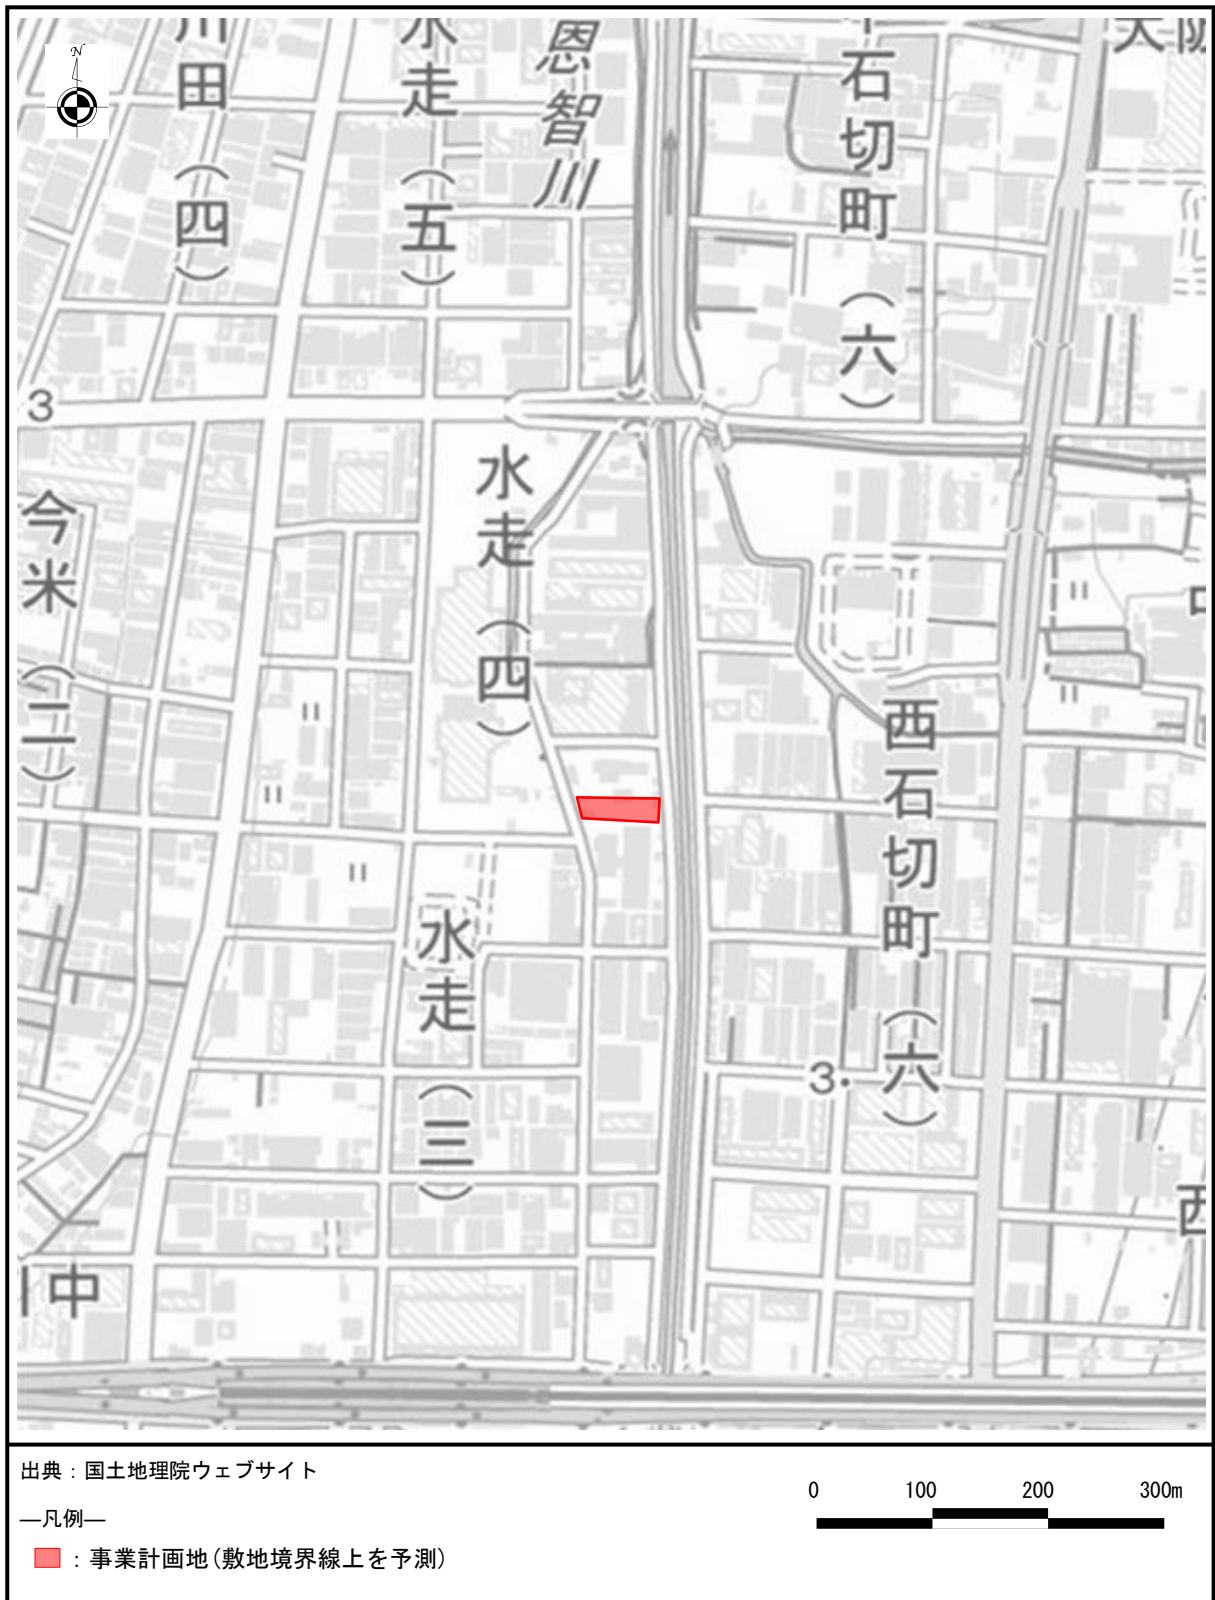 N
川田（四）
水走（五）
恩智川
石切町（六）
大阪
3
水走（四）
今米（二）
西石切町（六）
水走（三）
3
中
西
出典：国土地理院ウェブサイト
0 100 200 300m
―凡例―
：事業計画地（敷地境界線上を予測）